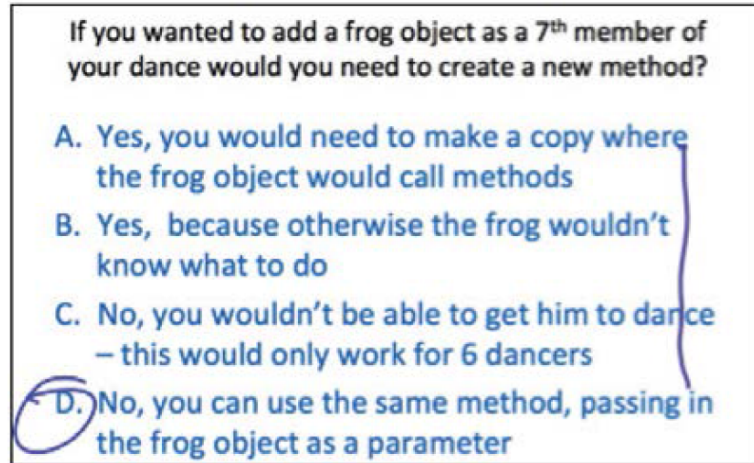 If you wanted to add a frog object as a 7th member of
your dance would you need to create a new method?
A. Yes, you would need to make a copy where
the frog object would call methods
B. Yes, because otherwise the frog wouldn't
know what to do
C. No, you wouldn't be able to get him to dance
– this would only work for 6 dancers
D. No, you can use the same method, passing in
the frog object as a parameter